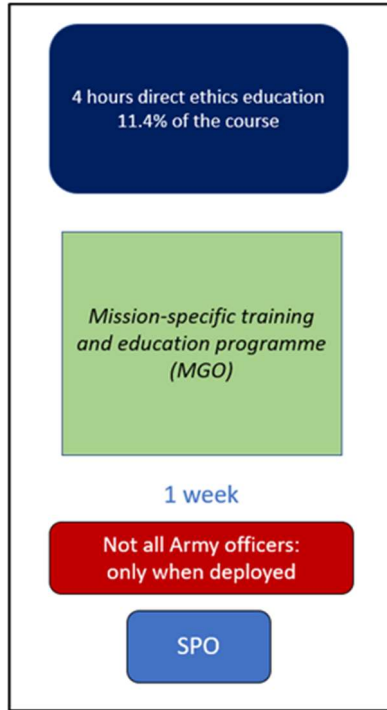 4 hours direct ethics education
11.4% of the course
Mission-specific training
and education programme
(MGO)
1 week
Not all Army officers:
only when deployed
SPO